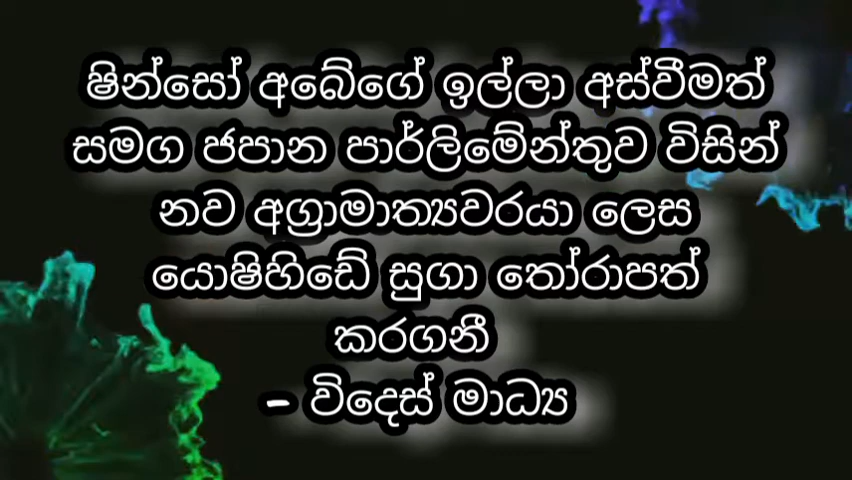 ෂින්සෝ අබේගේ ඉල්ලා අස්වීමත්
සමග ජපාන පාර්ලිමේන්තුව විසින්
නව අග්‍රාමාත්‍යවරයා ලෙස
යොෂිහිඩේ සුගා තෝරාපත්
කරගනී
- විදෙස් මාධ්‍ය